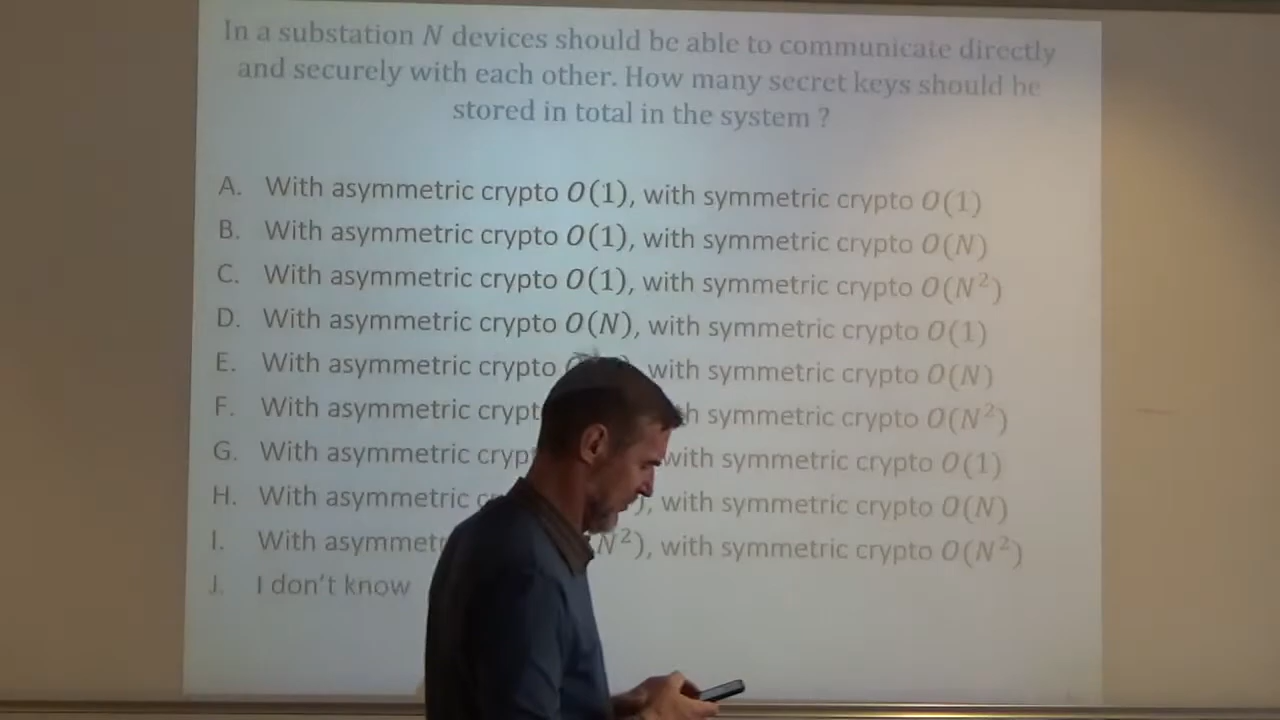 In a substation N devices should be able to communicate directly
and securely with each other. How many secret keys should be
stored in total in the system ?
A. With asymmetric crypto O(1), with symmetric crypto O(1)
B. With asymmetric crypto O(1), with symmetric crypto O(N)
C. With asymmetric crypto O(1), with symmetric crypto O(N²)
D. With asymmetric crypto O(N), with symmetric crypto O(1)
E. With asymmetric crypto with symmetric crypto O(N)
F. With asymmetric symmetric crypto O(N²)
G. With asymmetric with symmetric crypto O(1)
H. With asymmetric , with symmetric crypto O(N)
I. With N²), with symmetric crypto O(N²)
J. I don't know